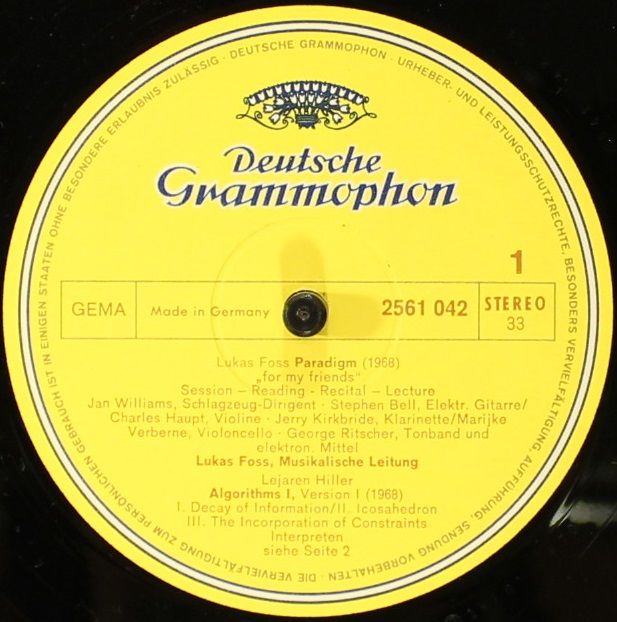 DEUTSCHE GRAMMOPHON · URHEBER- UND LEISTUNGSSCHUTZRECHTE, BESONDERS VERVIELFÄLTIGUNG, AUFFÜHRUNG, SENDUNG VORBEHALTEN · DIE VERVIELFÄLTIGUNG ZUM PERSÖNLICHEN GEBRAUCH IST IN EINIGEN STAATEN OHNE BESONDERE ERLAUBNIS ZULÄSSIG ·
Deutsche
Grammophon
1
GEMA
Made in Germany
2561 042
STEREO
33
Lukas Foss Paradigm (1968)
„for my friends“
Session – Reading - Recital – Lecture
Jan Williams, Schlagzeug-Dirigent · Stephen Bell, Elektr. Gitarre/
Charles Haupt, Violine · Jerry Kirkbride, Klarinette/Marijke
Verberne, Violoncello · George Ritscher, Tonband und
elektron. Mittel
Lukas Foss, Musikalische Leitung
Lejaren Hiller
Algorithms I, Version I (1968)
I. Decay of Information/II. Icosahedron
III. The Incorporation of Constraints
Interpreten
siehe Seite 2